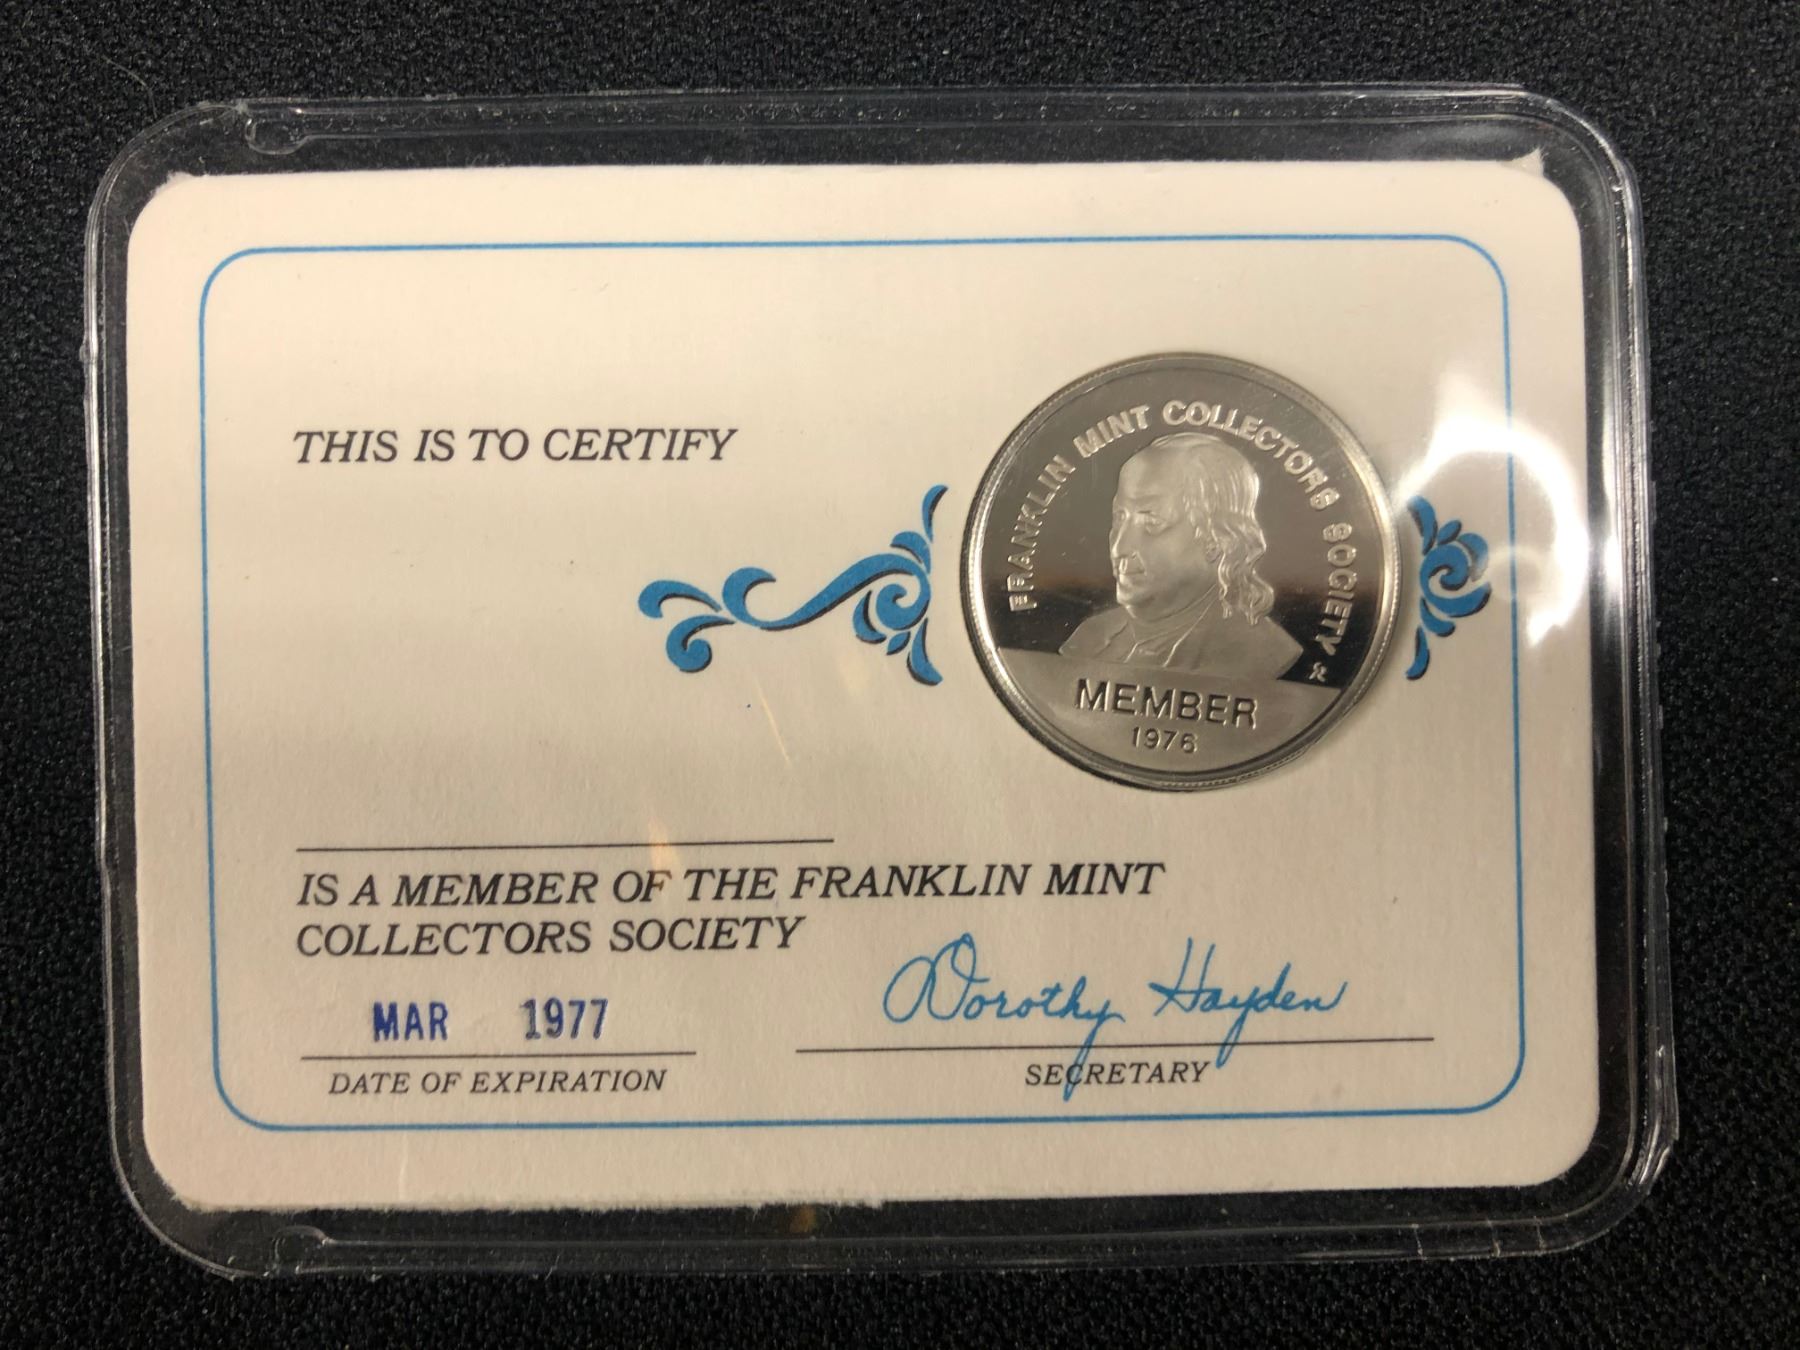 THIS IS TO CERTIFY
FRANKLIN MINT COLLECTORS SOCIETY
MEMBER
1976
IS A MEMBER OF THE FRANKLIN MINT
COLLECTORS SOCIETY
MAR 1977
Dorothy Hayden
DATE OF EXPIRATION
SECRETARY